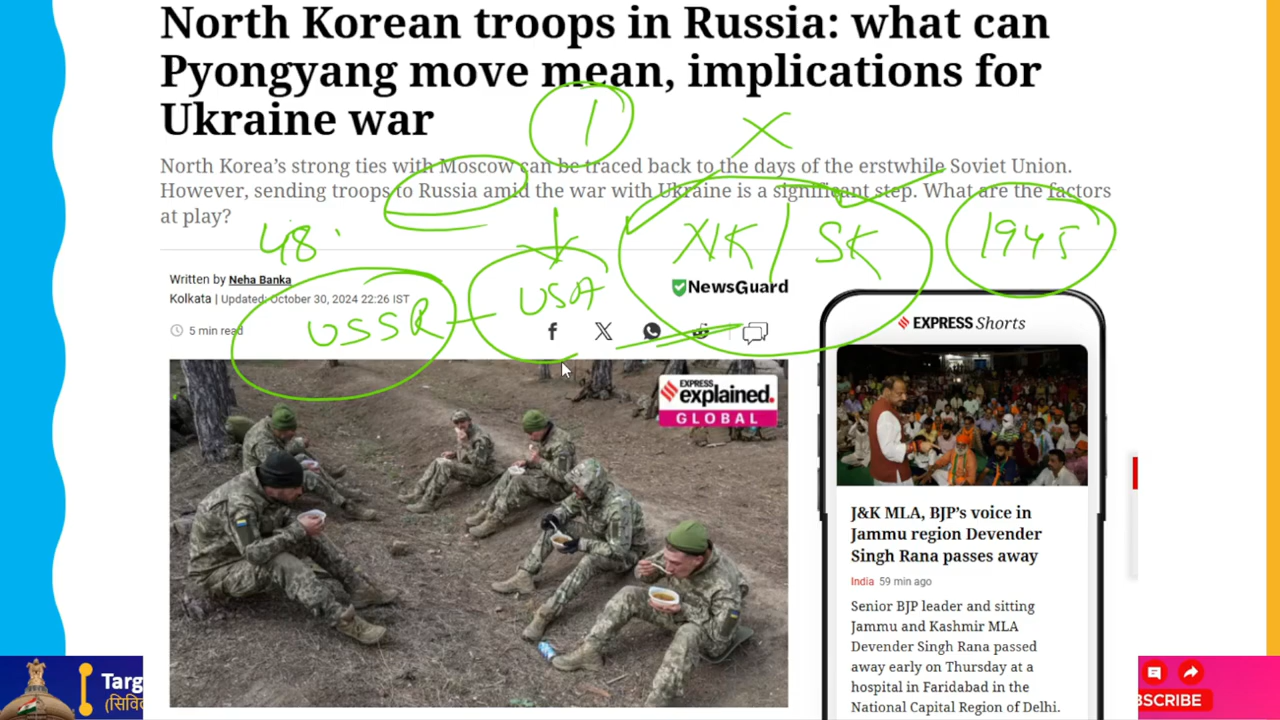 North Korean troops in Russia: what can
Pyongyang move mean, implications for
Ukraine war
1
X
North Korea's strong ties with Moscow can be traced back to the days of the erstwhile Soviet Union.
However, sending troops to Russia amid the war with Ukraine is a significant step. What are the factors
at play?
48
NK / SK
1945
Written by Neha Banka
Kolkata | Updated: October 30, 2024 22:26 IST
USSR - USA
NewsGuard
5 min read
EXPRESS Shorts
EXPRESS
explained.
GLOBAL
J&K MLA, BJP's voice in
Jammu region Devender
Singh Rana passes away
India 59 min ago
Senior BJP leader and sitting
Jammu and Kashmir MLA
Devender Singh Rana passed
away early on Thursday at a
hospital in Faridabad in the
National Capital Region of Delhi.
Targ
(सिवि
BSCRIBE